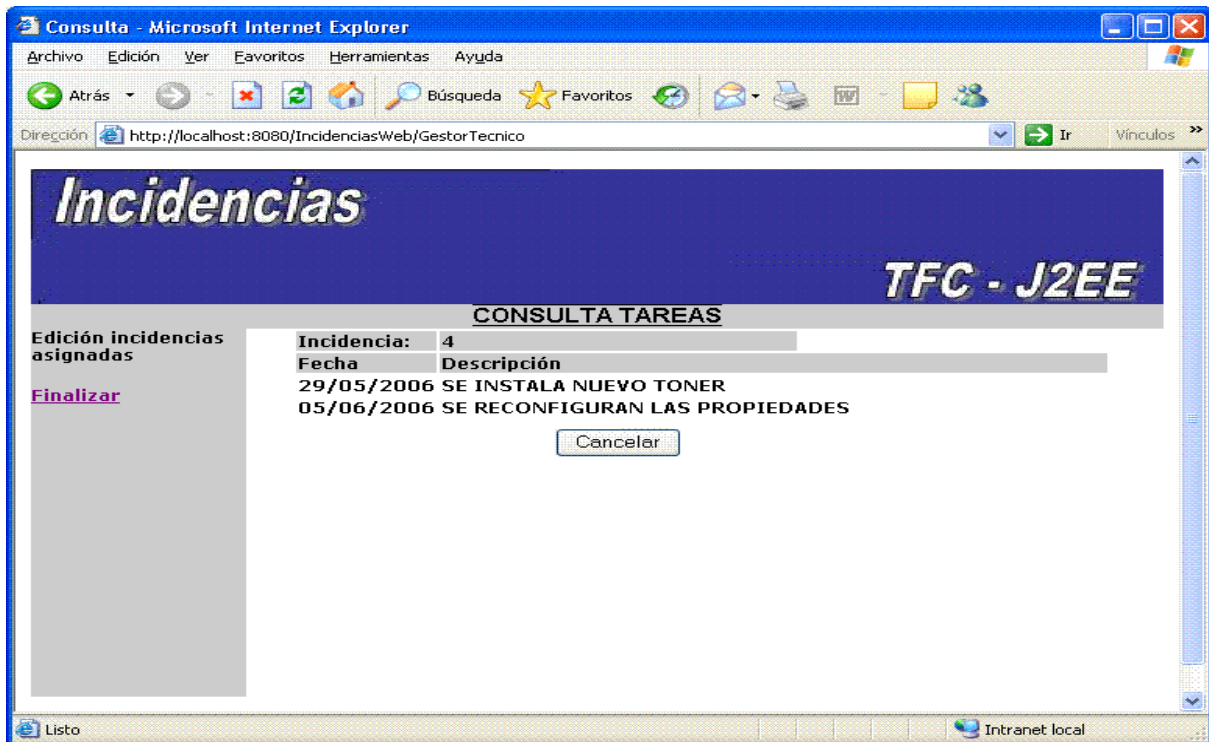 Consulta - Microsoft Internet Explorer
Archivo Edición Ver Favoritos Herramientas Ayuda
Atrás Búsqueda Favoritos
Dirección http://localhost:8080/IncidenciasWeb/GestorTecnico Ir Vínculos »
Incidencias
TFC - J2EE
CONSULTA TAREAS
Edición incidencias
asignadas
Finalizar
Incidencia: 4
Fecha Descripción
29/05/2006 SE INSTALA NUEVO TONER
05/06/2006 SE RECONFIGURAN LAS PROPIEDADES
Cancelar
Listo Intranet local